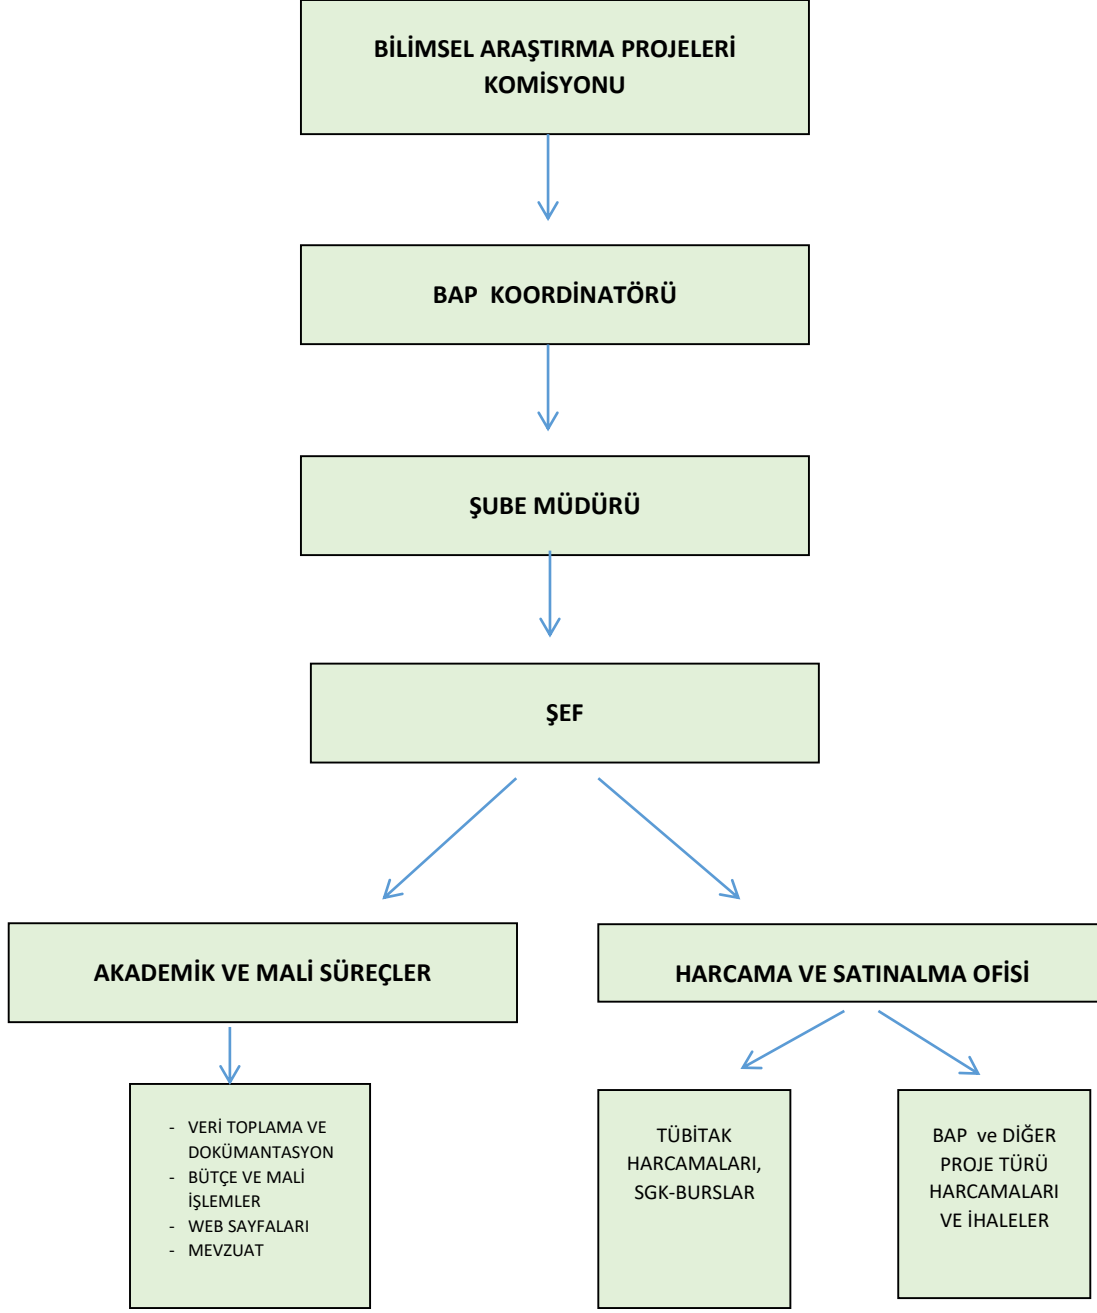 BİLİMSEL ARAŞTIRMA PROJELERİ
KOMİSYONU
BAP KOORDİNATÖRÜ
ŞUBE MÜDÜRÜ
ŞEF
AKADEMİK VE MALİ SÜREÇLER
HARCAMA VE SATINALMA OFİSİ
- VERİ TOPLAMA VE
DOKÜMANTASYON
- BÜTÇE VE MALİ
İŞLEMLER
- WEB SAYFALARI
- MEVZUAT
TÜBİTAK
HARCAMALARI,
SGK-BURSLAR
BAP ve DİĞER
PROJE TÜRÜ
HARCAMALARI
VE İHALELER